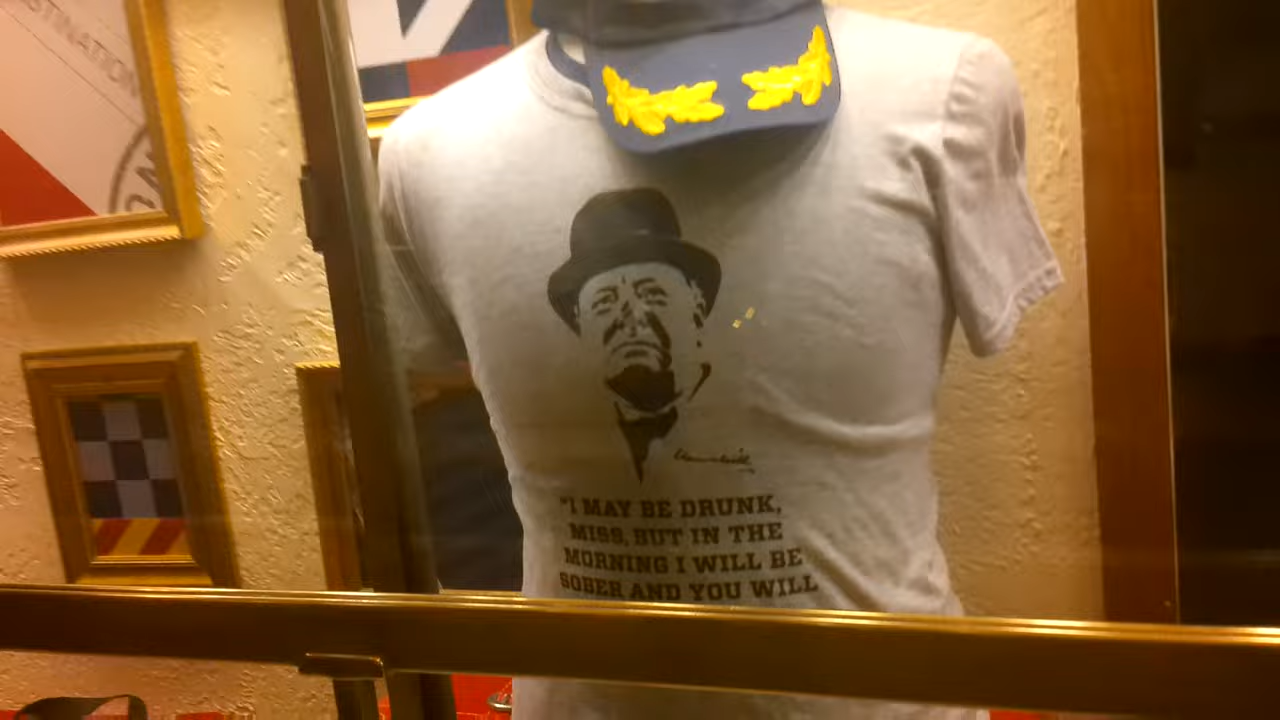 "I MAY BE DRUNK,
MISS, BUT IN THE
MORNING I WILL BE
SOBER AND YOU WILL